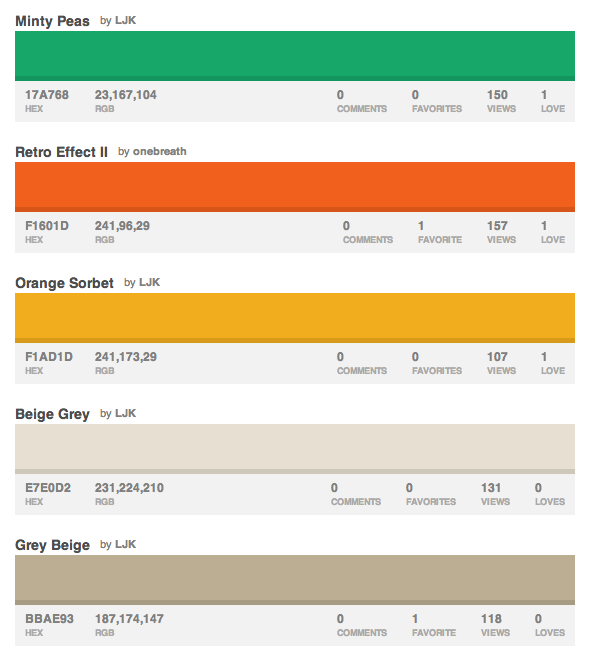 Minty Peas by LJK
17A768 23,167,104 0 0 150 1
HEX RGB COMMENTS FAVORITES VIEWS LOVE
Retro Effect II by onebreath
F1601D 241,96,29 0 1 157 1
HEX RGB COMMENTS FAVORITE VIEWS LOVE
Orange Sorbet by LJK
F1AD1D 241,173,29 0 0 107 1
HEX RGB COMMENTS FAVORITES VIEWS LOVE
Beige Grey by LJK
E7E0D2 231,224,210 0 0 131 0
HEX RGB COMMENTS FAVORITES VIEWS LOVES
Grey Beige by LJK
BBAE93 187,174,147 0 1 118 0
HEX RGB COMMENTS FAVORITE VIEWS LOVES